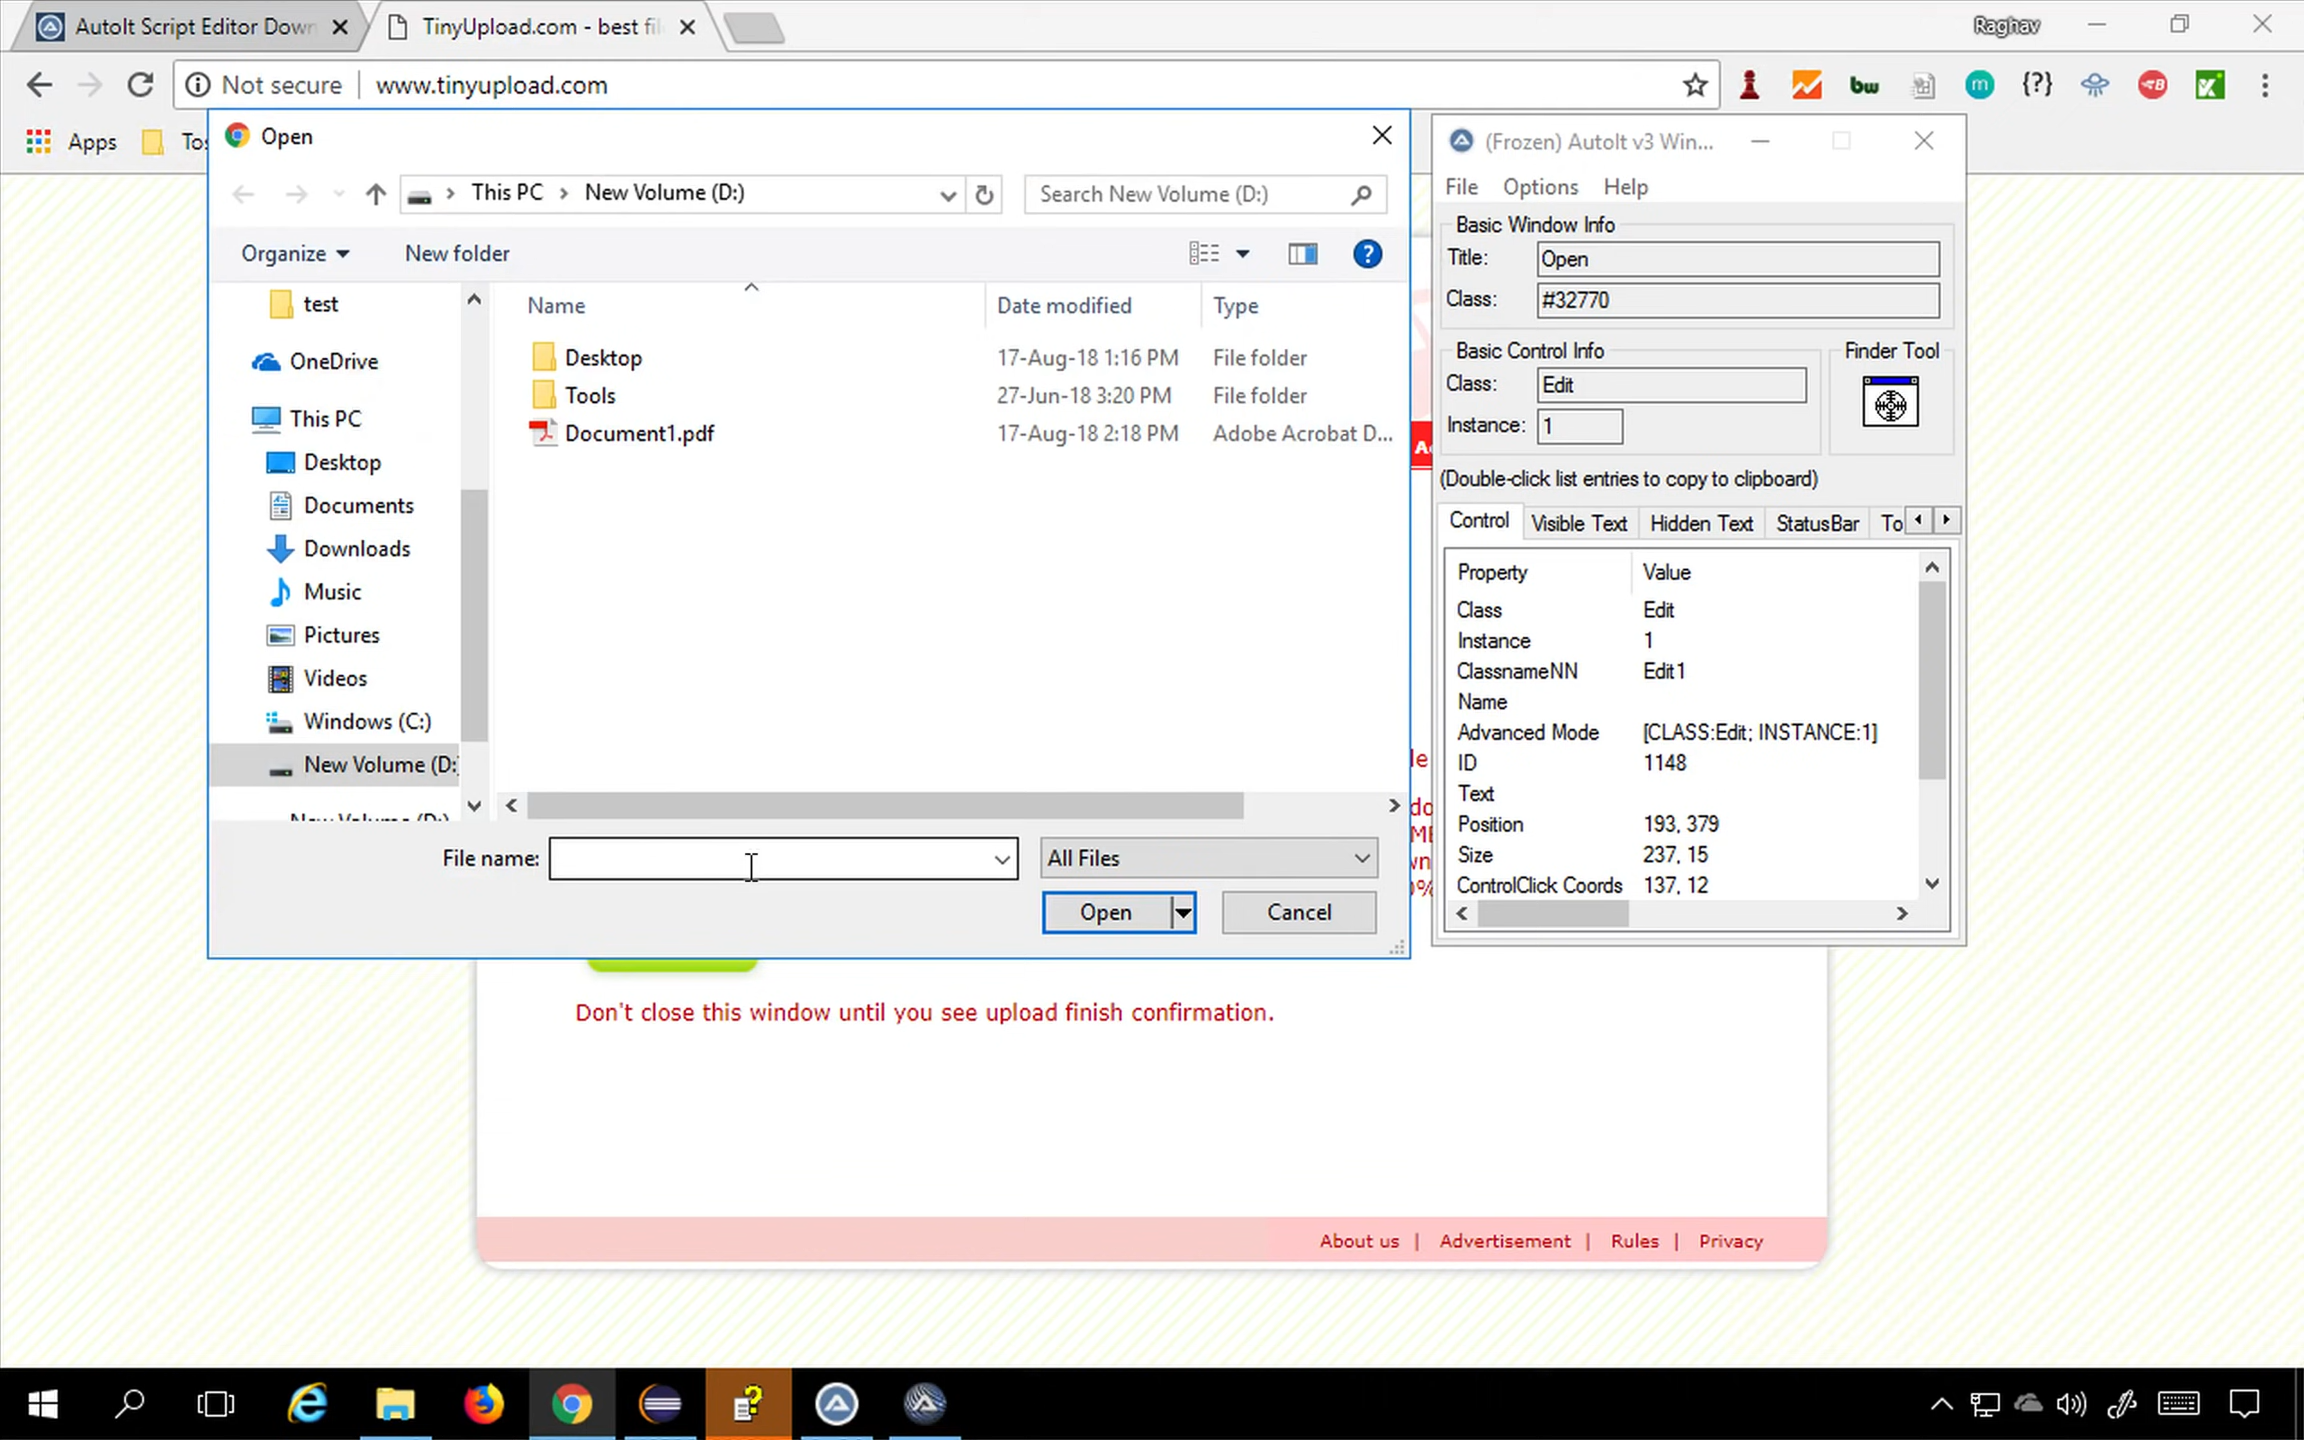 AutoIt Script Editor Down
TinyUpload.com - best fil
Raghav
Not secure
www.tinyupload.com
bw
m
{?}
B
Apps
Open
(Frozen) AutoIt v3 Win...
This PC
New Volume (D:)
Search New Volume (D:)
File
Options
Help
Organize
New folder
Basic Window Info
Title:
Open
Class:
#32770
test
OneDrive
This PC
Desktop
Documents
Downloads
Music
Pictures
Videos
Windows (C:)
New Volume (D:
New Volume (D:)
Name
Date modified
Type
Desktop
17-Aug-18 1:16 PM
File folder
Tools
27-Jun-18 3:20 PM
File folder
Document1.pdf
17-Aug-18 2:18 PM
Adobe Acrobat D...
Basic Control Info
Class:
Edit
Instance:
1
Finder Tool
(Double-click list entries to copy to clipboard)
Control
Visible Text
Hidden Text
StatusBar
To
Property
Value
Class
Edit
Instance
1
ClassnameNN
Edit1
Name
Advanced Mode
[CLASS:Edit; INSTANCE:1]
ID
1148
Text
Position
193, 379
Size
237, 15
ControlClick Coords
137, 12
File name:
All Files
Open
Cancel
Don't close this window until you see upload finish confirmation.
About us | Advertisement | Rules | Privacy